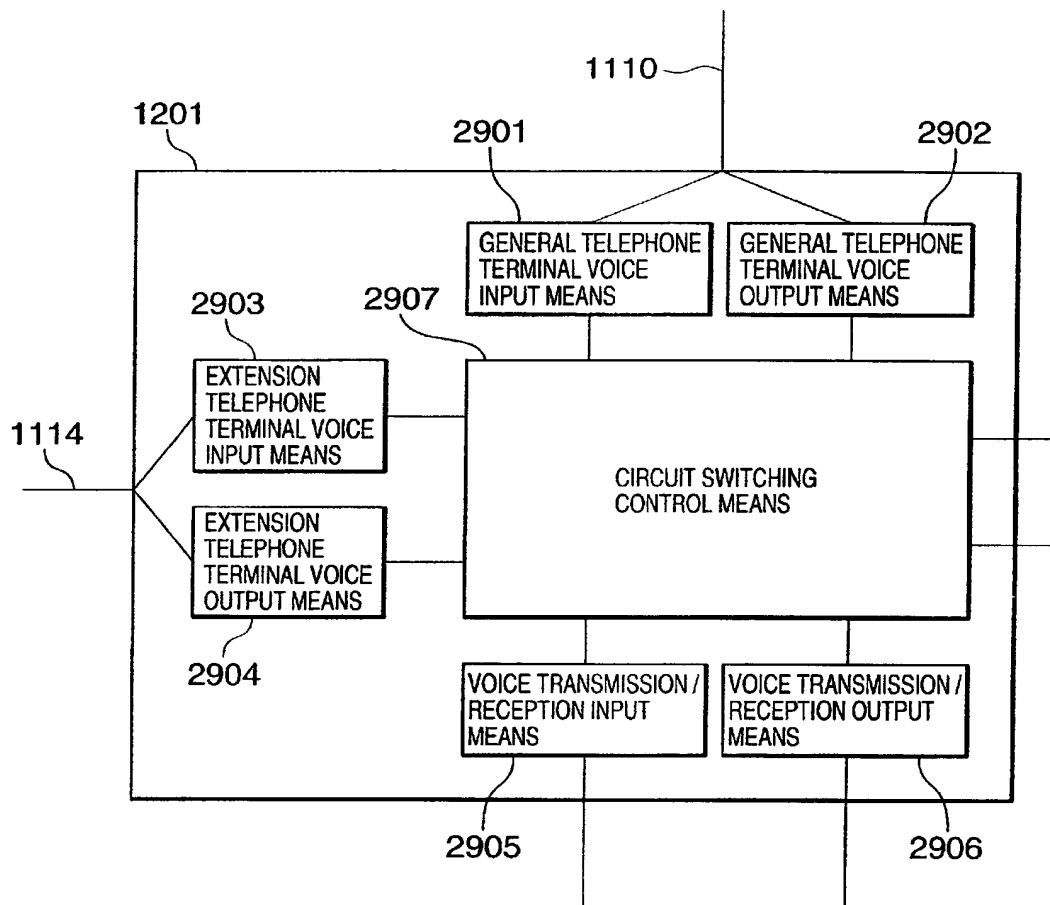 1110
1201
2901
2902
GENERAL TELEPHONE
TERMINAL VOICE
INPUT MEANS
GENERAL TELEPHONE
TERMINAL VOICE
OUTPUT MEANS
2903
2907
EXTENSION
TELEPHONE
TERMINAL VOICE
INPUT MEANS
1114
CIRCUIT SWITCHING
CONTROL MEANS
EXTENSION
TELEPHONE
TERMINAL VOICE
OUTPUT MEANS
2904
VOICE TRANSMISSION /
RECEPTION INPUT
MEANS
VOICE TRANSMISSION /
RECEPTION OUTPUT
MEANS
2905
2906